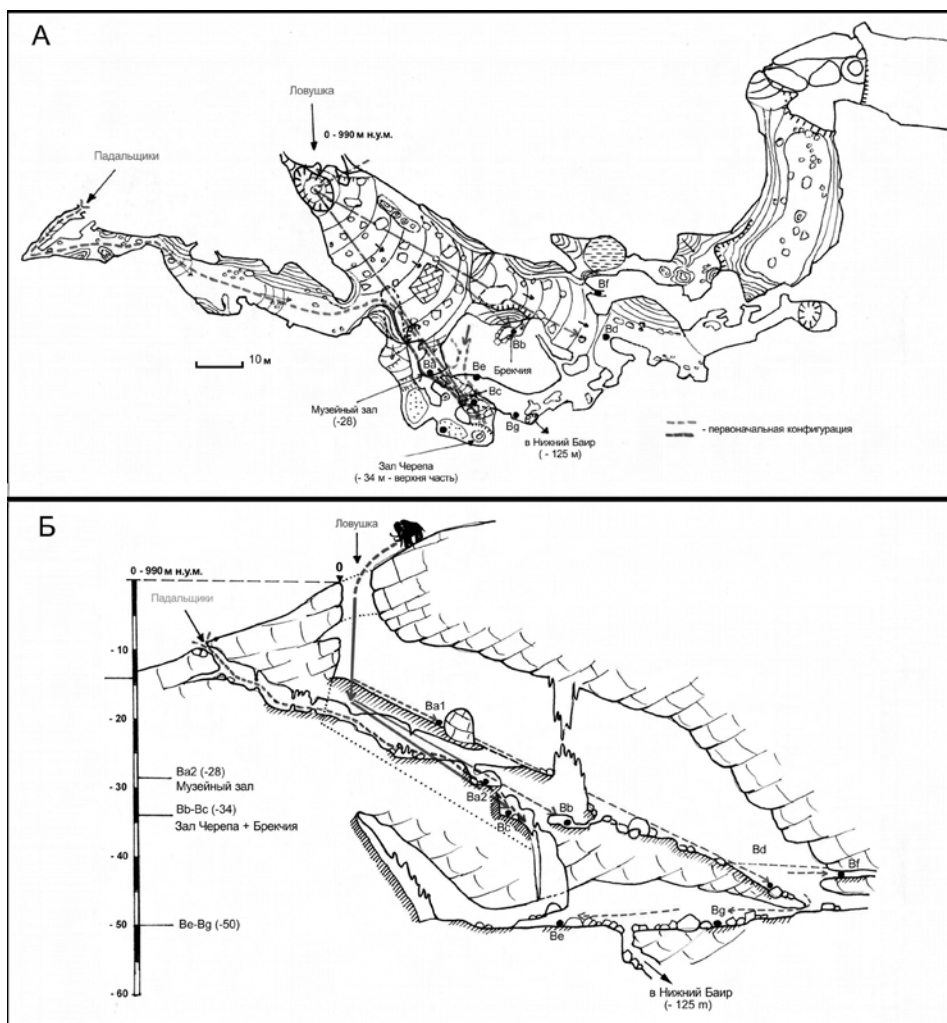 А
Ловушка
0 - 990 м н.у.м.
Падальщики
10 м
Ba
Be
Bb
Брекчия
Bc
Bd
Bf
Bg
Музейный зал
(-28)
Зал Черепа
(- 34 м - верхня часть)
в Нижний Баир
(- 125 м)
- первоначальная конфигурация
Б
Ловушка
0 - 990 м н.у.м.
0
Падальщики
- 10
- 20
- 30
- 40
- 50
- 60
Ba1
Ba2 (-28)
Музейный зал
Bb-Bc (-34)
Зал Черепа + Брекчия
Be-Bg (-50)
Ba2
Bc
Bb
Bd
Bf
Bg
Be
в Нижний Баир
(- 125 m)